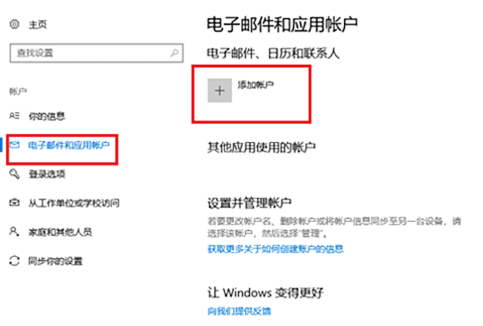 主页
查找设置
帐户
你的信息
电子邮件和应用帐户
登录选项
从工作单位或学校访问
家庭和其他人员
同步你的设置
电子邮件和应用帐户
电子邮件、日历和联系人
添加帐户
其他应用使用的帐户
设置并管理帐户
若要更改帐户名、删除帐户或将帐户信息同步至另一台设备，请
选择该帐户，然后选择“管理”。
获取更多关于如何创建账户的信息
让 Windows 变得更好
向我们提供反馈